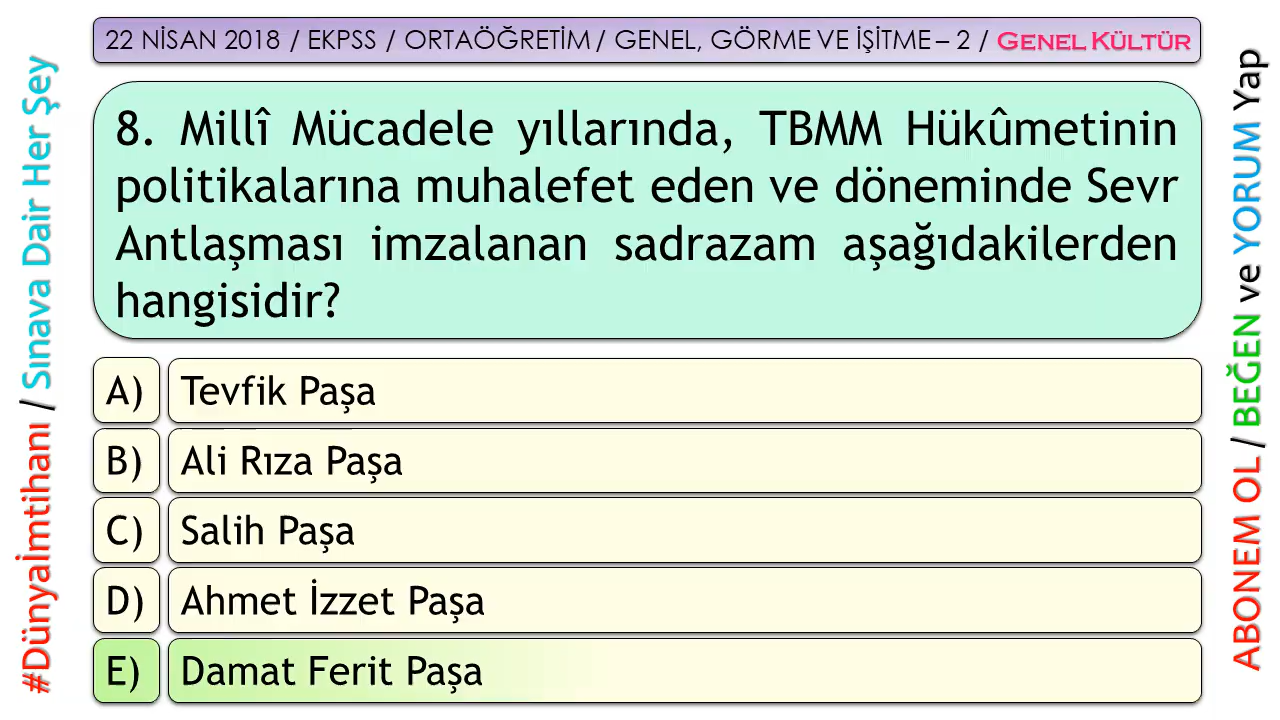 22 NİSAN 2018 / EKPSS / ORTAÖĞRETİM / GENEL, GÖRME VE İŞİTME – 2 / GENEL KÜLTÜR
#Dünyaİmtihanı / Sınava Dair Her Şey
8. Millî Mücadele yıllarında, TBMM Hükûmetinin
politikalarına muhalefet eden ve döneminde Sevr
Antlaşması imzalanan sadrazam aşağıdakilerden
hangisidir?
A) Tevfik Paşa
B) Ali Rıza Paşa
C) Salih Paşa
D) Ahmet İzzet Paşa
E) Damat Ferit Paşa
ABONEM OL / BEĞEN ve YORUM Yap